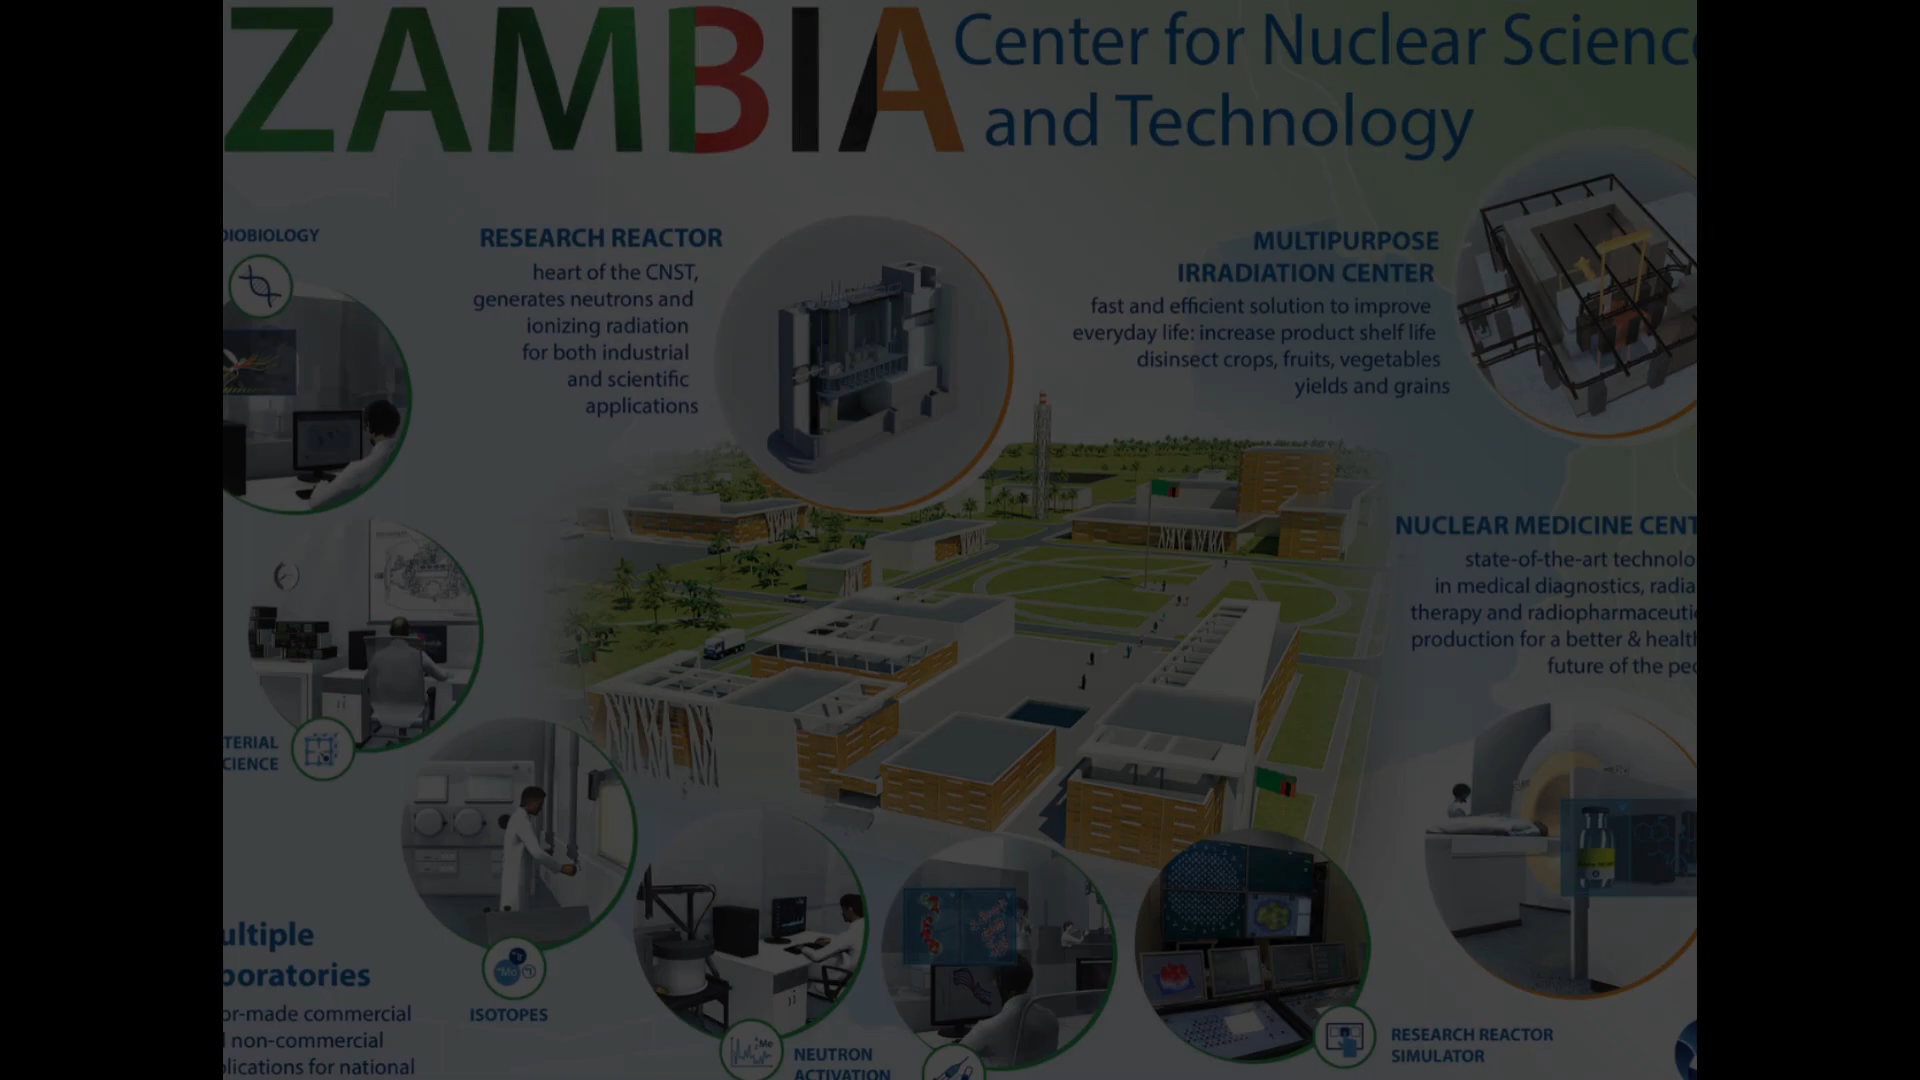 ZAMBIA
Center for Nuclear Scienc
and Technology
DIOBIOLOGY
RESEARCH REACTOR
heart of the CNST,
generates neutrons and
ionizing radiation
for both industrial
and scientific
applications
MULTIPURPOSE
IRRADIATION CENTER
fast and efficient solution to improve
everyday life: increase product shelf life
disinsect crops, fruits, vegetables
yields and grains
NUCLEAR MEDICINE CENT
state-of-the-art technolo
in medical diagnostics, radia
therapy and radiopharmaceutic
production for a better & health
future of the peo
TERIAL
CIENCE
ultiple
boratories
or-made commercial
non-commercial
plications for national
ISOTOPES
NEUTRON
ACTIVATION
RESEARCH REACTOR
SIMULATOR